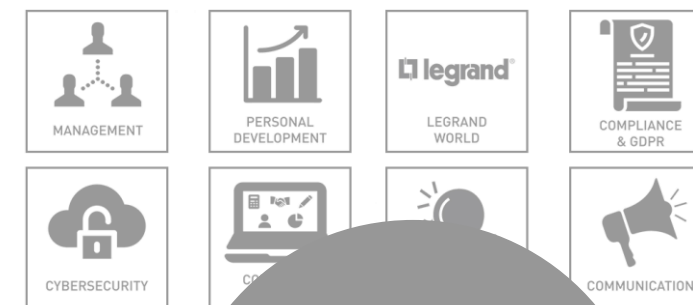 legrand®
MANAGEMENT
PERSONAL
DEVELOPMENT
LEGRAND
WORLD
COMPLIANCE
& GDPR
CYBERSECURITY
COMMUNICATION